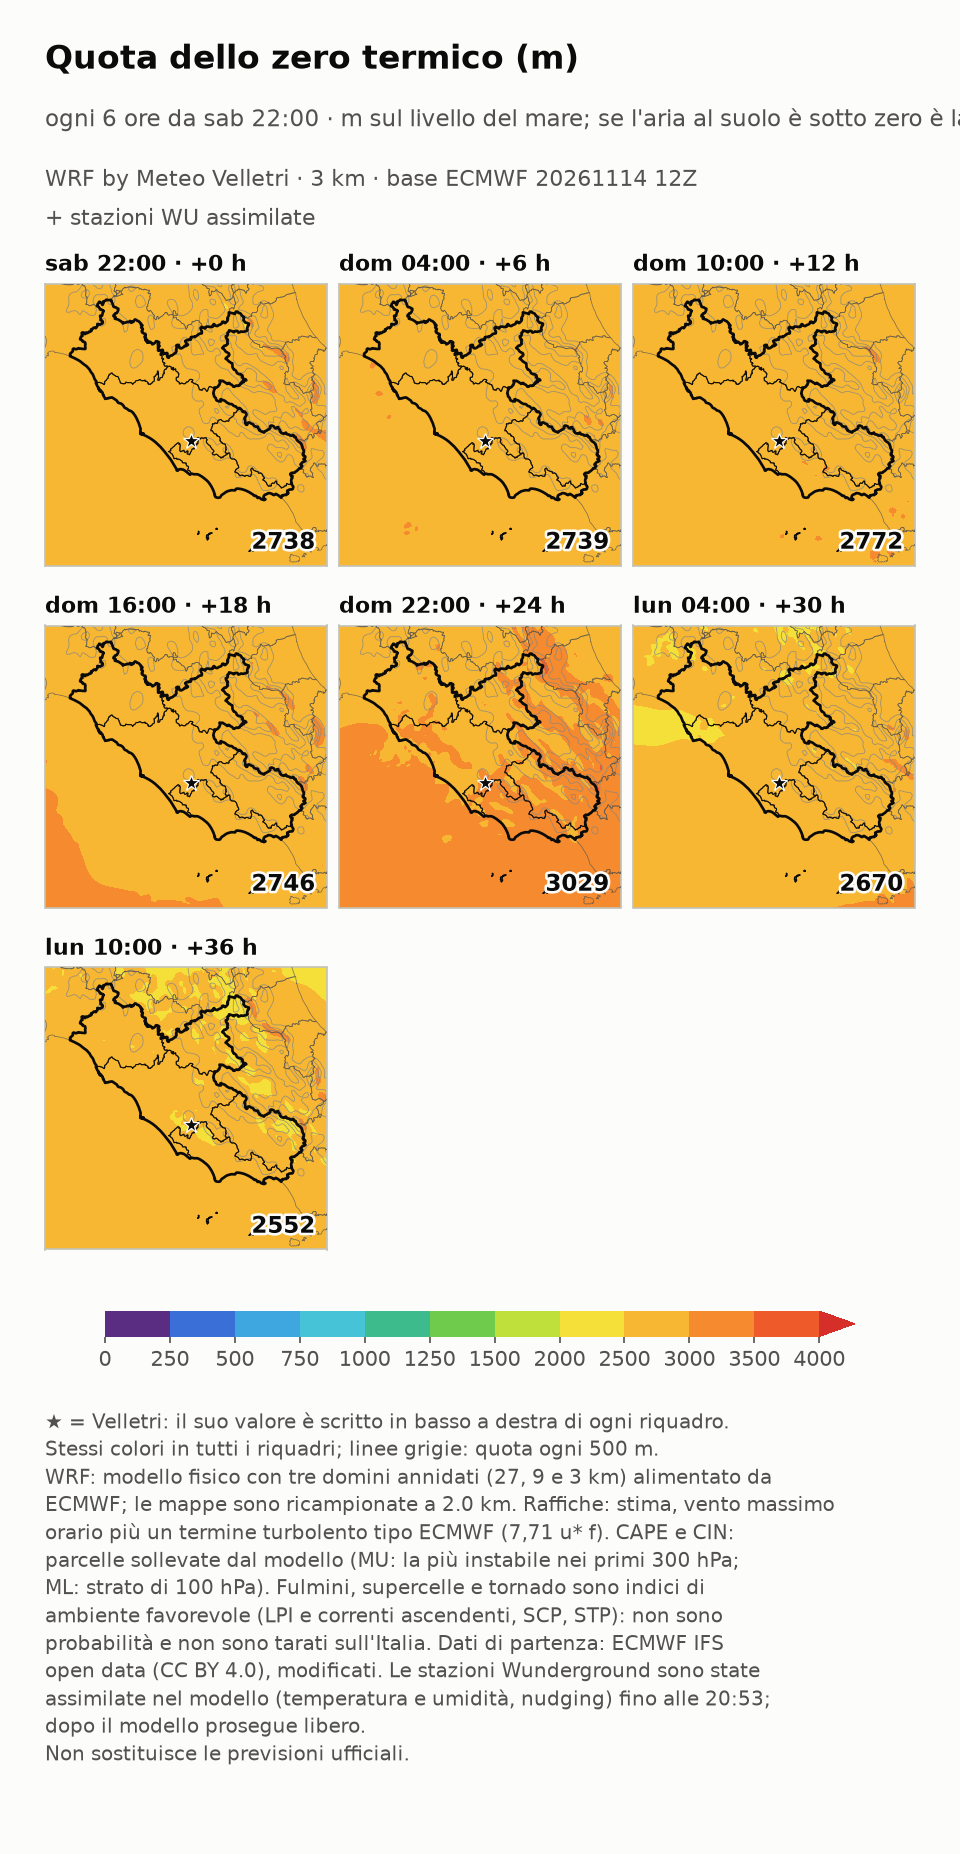 Quota dello zero termico (m)
ogni 6 ore da sab 22:00 · m sul livello del mare; se l'aria al suolo è sotto zero è
WRF by Meteo Velletri · 3 km · base ECMWF 20261114 12Z
+ stazioni WU assimilate
sab 22:00 · +0 h
dom 04:00 · +6 h
dom 10:00 · +12 h
2738
2739
2772
dom 16:00 · +18 h
dom 22:00 · +24 h
lun 04:00 · +30 h
2746
3029
2670
lun 10:00 · +36 h
2552
0 250 500 750 1000 1250 1500 2000 2500 3000 3500 4000
★ = Velletri: il suo valore è scritto in basso a destra di ogni riquadro.
Stessi colori in tutti i riquadri; linee grigie: quota ogni 500 m.
WRF: modello fisico con tre domini annidati (27, 9 e 3 km) alimentato da
ECMWF; le mappe sono ricampionate a 2.0 km. Raffiche: stima, vento massimo
orario più un termine turbolento tipo ECMWF (7,71 u* f). CAPE e CIN:
parcelle sollevate dal modello (MU: la più instabile nei primi 300 hPa;
ML: strato di 100 hPa). Fulmini, supercelle e tornado sono indici di
ambiente favorevole (LPI e correnti ascendenti, SCP, STP): non sono
probabilità e non sono tarati sull'Italia. Dati di partenza: ECMWF IFS
open data (CC BY 4.0), modificati. Le stazioni Wunderground sono state
assimilate nel modello (temperatura e umidità, nudging) fino alle 20:53;
dopo il modello prosegue libero.
Non sostituisce le previsioni ufficiali.